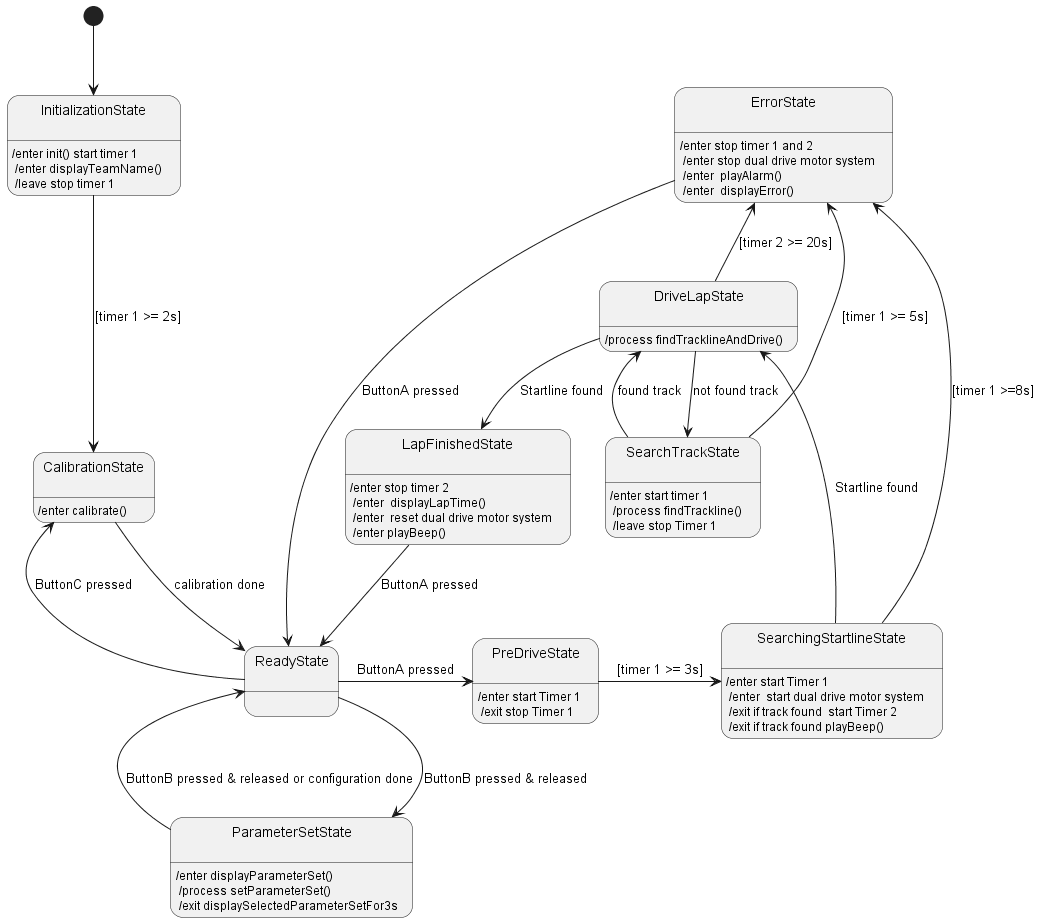 InitializationState
/enter init() start timer 1
/enter displayTeamName()
/leave stop timer 1
ErrorState
/enter stop timer 1 and 2
/enter stop dual drive motor system
/enter  playAlarm()
/enter  displayError()
[timer 2 >= 20s]
DriveLapState
/process findTracklineAndDrive()
[timer 1 >= 2s]
[timer 1 >= 5s]
ButtonA pressed
Startline found
found track
not found track
[timer 1 >=8s]
LapFinishedState
/enter stop timer 2
/enter  displayLapTime()
/enter  reset dual drive motor system
/enter playBeep()
SearchTrackState
/enter start timer 1
/process findTrackline()
/leave stop Timer 1
CalibrationState
/enter calibrate()
Startline found
ButtonC pressed
calibration done
ButtonA pressed
ReadyState
ButtonA pressed
PreDriveState
/enter start Timer 1
/exit stop Timer 1
[timer 1 >= 3s]
SearchingStartlineState
/enter start Timer 1
/enter  start dual drive motor system
/exit if track found  start Timer 2
/exit if track found playBeep()
ButtonB pressed & released or configuration done
ButtonB pressed & released
ParameterSetState
/enter displayParameterSet()
/process setParameterSet()
/exit displaySelectedParameterSetFor3s